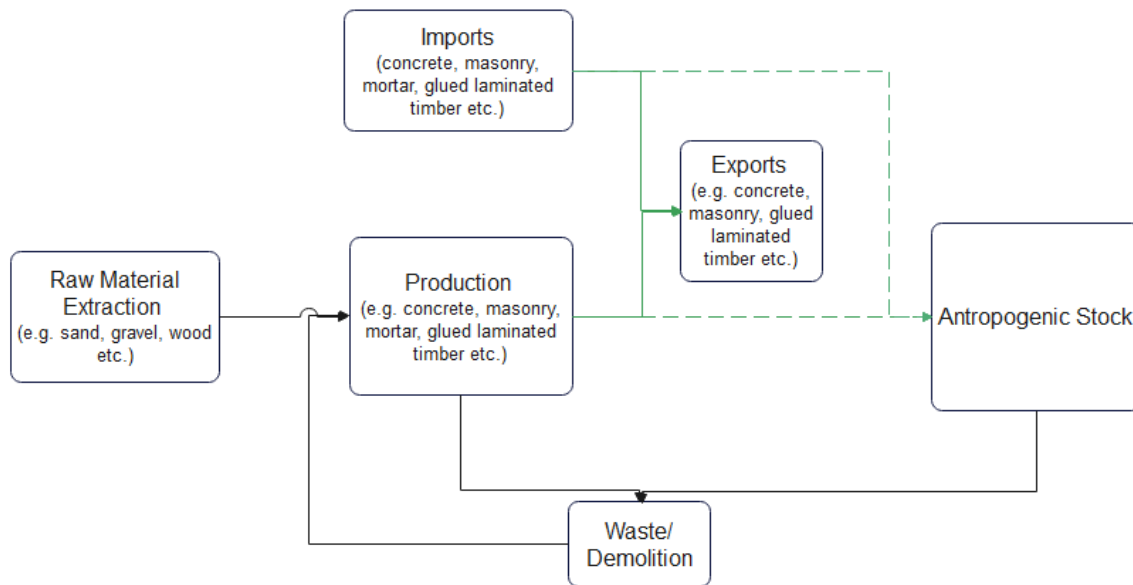 Imports
(concrete, masonry,
mortar, glued laminated
timber etc.)
Exports
(e.g. concrete,
masonry, glued
laminated
timber etc.)
Raw Material
Extraction
(e.g. sand, gravel, wood
etc.)
Production
(e.g. concrete, masonry,
mortar, glued laminated
timber etc.)
Antropogenic Stock
Waste/
Demolition